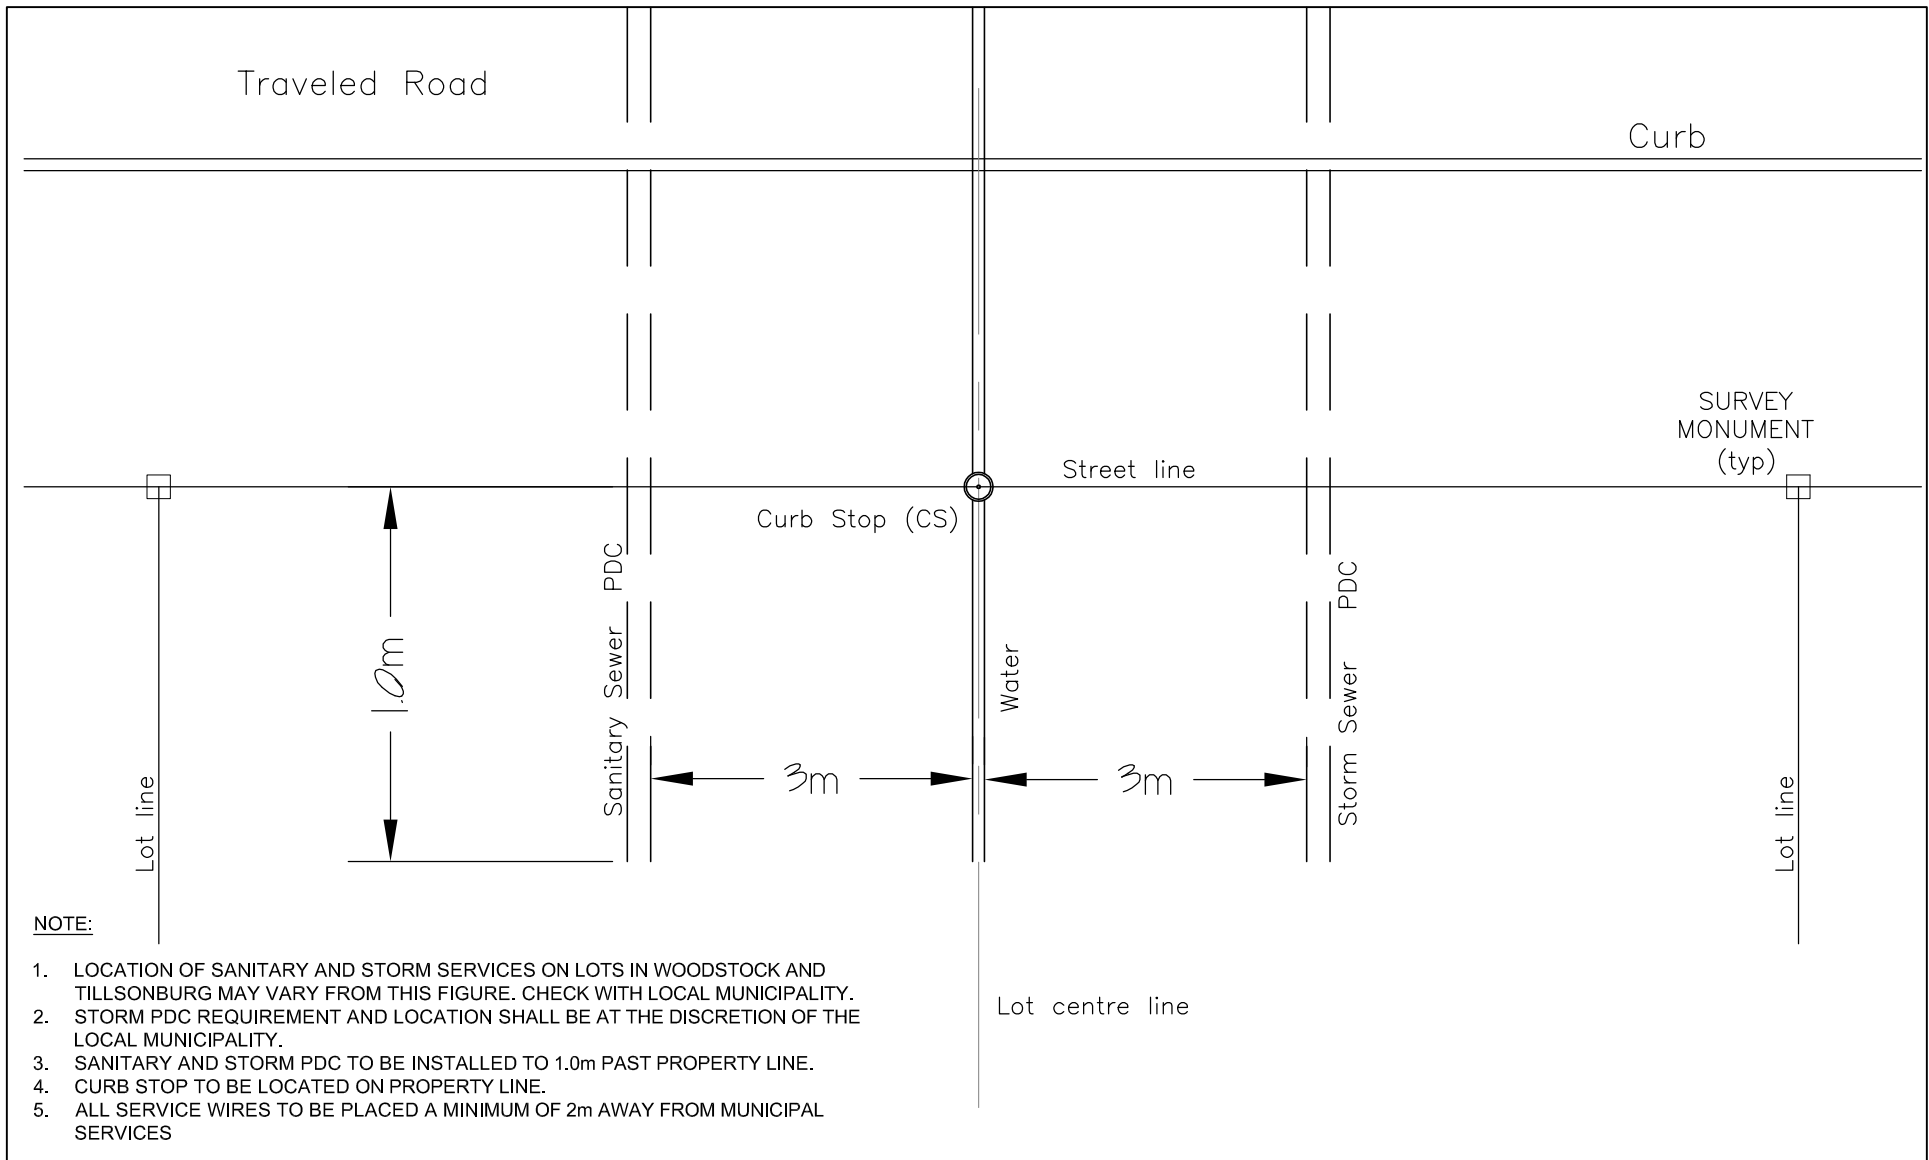 Traveled Road
Curb
SURVEY
MONUMENT
(typ)
Street line
Curb Stop (CS)
1.0m
Sanitary Sewer PDC
Water
Storm Sewer PDC
3m
3m
Lot line
Lot line
NOTE:
1. LOCATION OF SANITARY AND STORM SERVICES ON LOTS IN WOODSTOCK AND
TILLSONBURG MAY VARY FROM THIS FIGURE. CHECK WITH LOCAL MUNICIPALITY.
2. STORM PDC REQUIREMENT AND LOCATION SHALL BE AT THE DISCRETION OF THE
LOCAL MUNICIPALITY.
3. SANITARY AND STORM PDC TO BE INSTALLED TO 1.0m PAST PROPERTY LINE.
4. CURB STOP TO BE LOCATED ON PROPERTY LINE.
5. ALL SERVICE WIRES TO BE PLACED A MINIMUM OF 2m AWAY FROM MUNICIPAL
SERVICES
Lot centre line